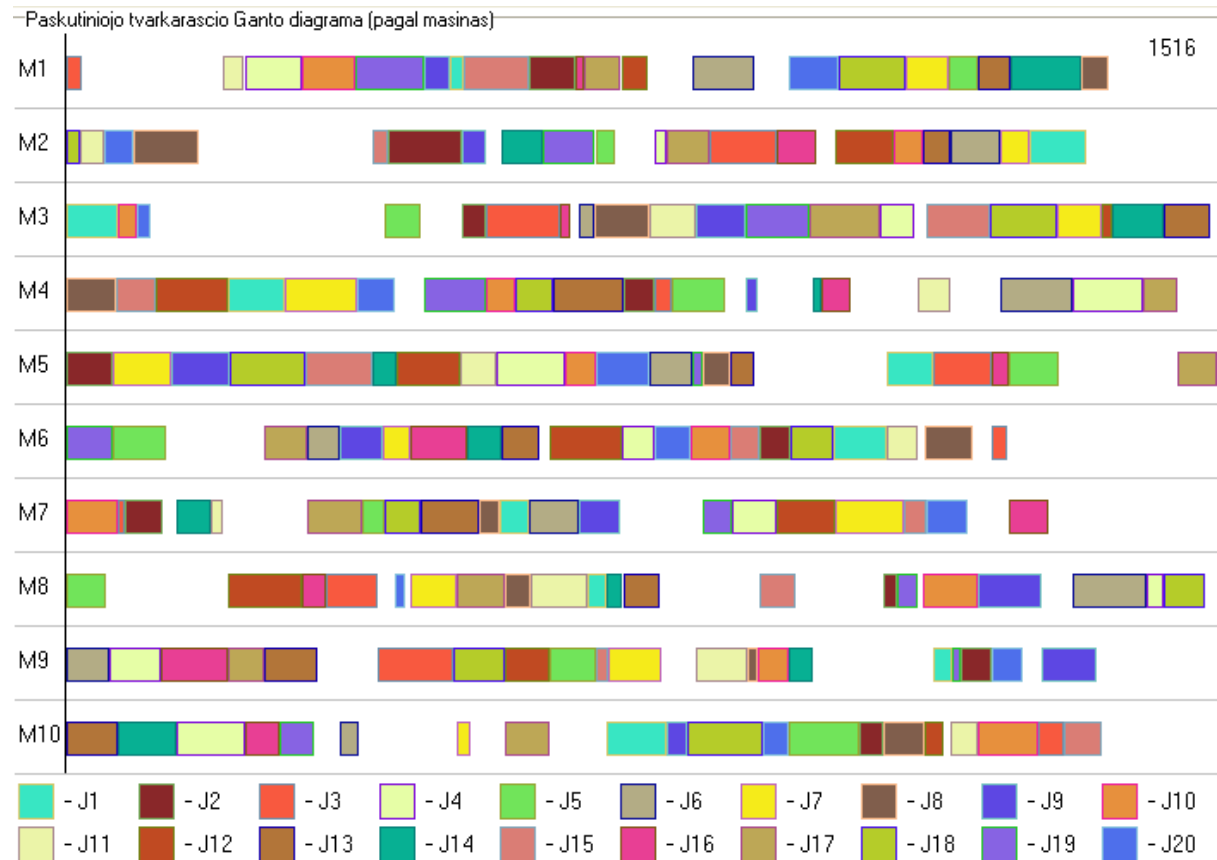 Paskutiniojo tvarkarascio Ganto diagrama (pagal masinas)
1516
M1
M2
M3
M4
M5
M6
M7
M8
M9
M10
- J1 - J2 - J3 - J4 - J5 - J6 - J7 - J8 - J9 - J10
- J11 - J12 - J13 - J14 - J15 - J16 - J17 - J18 - J19 - J20